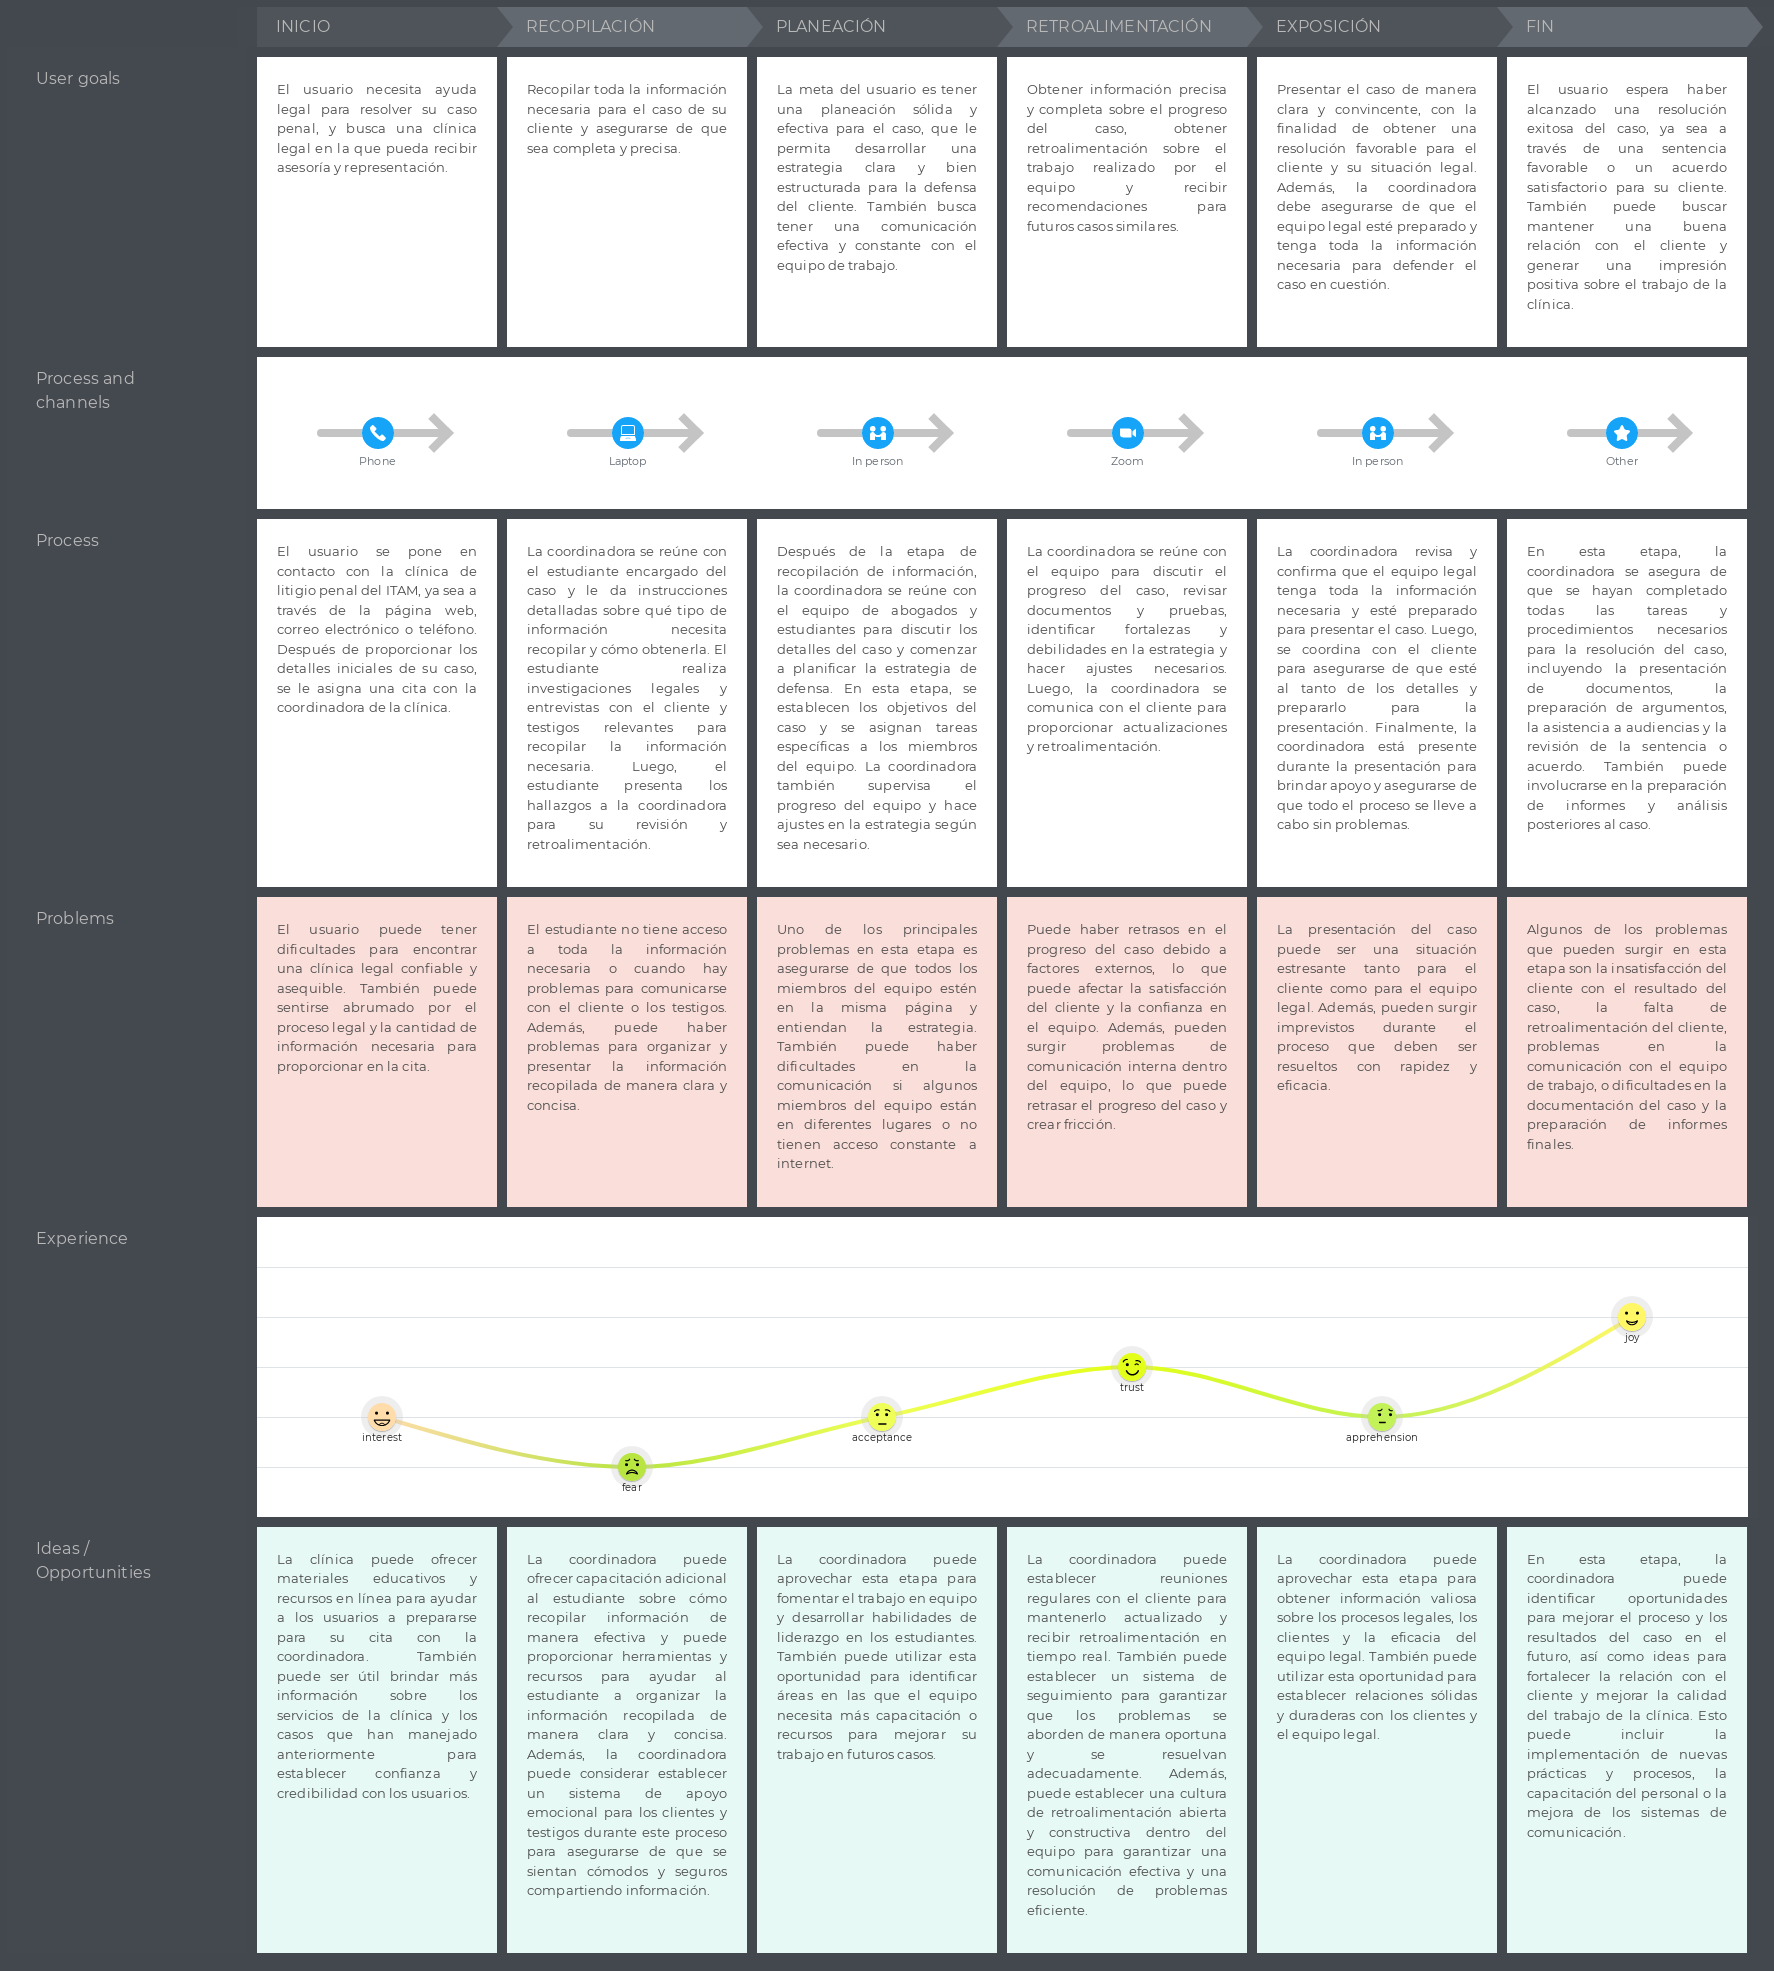 INICIO
RECOPILACIÓN
PLANEACIÓN
RETROALIMENTACIÓN
EXPOSICIÓN
FIN
User goals
El usuario necesita ayuda
legal para resolver su caso
penal, y busca una clínica
legal en la que pueda recibir
asesoría y representación.
Recopilar toda la información
necesaria para el caso de su
cliente y asegurarse de que
sea completa y precisa.
La meta del usuario es tener
una planeación sólida y
efectiva para el caso, que le
permita desarrollar una
estrategia clara y bien
estructurada para la defensa
del cliente. También busca
tener una comunicación
efectiva y constante con el
equipo de trabajo.
Obtener información precisa
y completa sobre el progreso
del caso, obtener
retroalimentación sobre el
trabajo realizado por el
equipo y recibir
recomendaciones para
futuros casos similares.
Presentar el caso de manera
clara y convincente, con la
finalidad de obtener una
resolución favorable para el
cliente y su situación legal.
Además, la coordinadora
debe asegurarse de que el
equipo legal esté preparado y
tenga toda la información
necesaria para defender el
caso en cuestión.
El usuario espera haber
alcanzado una resolución
exitosa del caso, ya sea a
través de una sentencia
favorable o un acuerdo
satisfactorio para su cliente.
También puede buscar
mantener una buena
relación con el cliente y
generar una impresión
positiva sobre el trabajo de la
clínica.
Process and
channels
Phone
Laptop
In person
Zoom
In person
Other
Process
El usuario se pone en
contacto con la clínica de
litigio penal del ITAM, ya sea a
través de la página web,
correo electrónico o teléfono.
Después de proporcionar los
detalles iniciales de su caso,
se le asigna una cita con la
coordinadora de la clínica.
La coordinadora se reúne con
el estudiante encargado del
caso y le da instrucciones
detalladas sobre qué tipo de
información necesita
recopilar y cómo obtenerla. El
estudiante realiza
investigaciones legales y
entrevistas con el cliente y
testigos relevantes para
recopilar la información
necesaria. Luego, el
estudiante presenta los
hallazgos a la coordinadora
para su revisión y
retroalimentación.
Después de la etapa de
recopilación de información,
la coordinadora se reúne con
el equipo de abogados y
estudiantes para discutir los
detalles del caso y comenzar
a planificar la estrategia de
defensa. En esta etapa, se
establecen los objetivos del
caso y se asignan tareas
específicas a los miembros
del equipo. La coordinadora
también supervisa el
progreso del equipo y hace
ajustes en la estrategia según
sea necesario.
La coordinadora se reúne con
el equipo para discutir el
progreso del caso, revisar
documentos y pruebas,
identificar fortalezas y
debilidades en la estrategia y
hacer ajustes necesarios.
Luego, la coordinadora se
comunica con el cliente para
proporcionar actualizaciones
y retroalimentación.
La coordinadora revisa y
confirma que el equipo legal
tenga toda la información
necesaria y esté preparado
para presentar el caso. Luego,
se coordina con el cliente
para asegurarse de que esté
al tanto de los detalles y
prepararlo para la
presentación. Finalmente, la
coordinadora está presente
durante la presentación para
brindar apoyo y asegurarse de
que todo el proceso se lleve a
cabo sin problemas.
En esta etapa, la
coordinadora se asegura de
que se hayan completado
todas las tareas y
procedimientos necesarios
para la resolución del caso,
incluyendo la presentación
de documentos, la
preparación de argumentos,
la asistencia a audiencias y la
revisión de la sentencia o
acuerdo. También puede
involucrarse en la preparación
de informes y análisis
posteriores al caso.
Problems
El usuario puede tener
dificultades para encontrar
una clínica legal confiable y
asequible. También puede
sentirse abrumado por el
proceso legal y la cantidad de
información necesaria para
proporcionar en la cita.
El estudiante no tiene acceso
a toda la información
necesaria o cuando hay
problemas para comunicarse
con el cliente o los testigos.
Además, puede haber
problemas para organizar y
presentar la información
recopilada de manera clara y
concisa.
Uno de los principales
problemas en esta etapa es
asegurarse de que todos los
miembros del equipo estén
en la misma página y
entiendan la estrategia.
También puede haber
dificultades en la
comunicación si algunos
miembros del equipo están
en diferentes lugares o no
tienen acceso constante a
internet.
Puede haber retrasos en el
progreso del caso debido a
factores externos, lo que
puede afectar la satisfacción
del cliente y la confianza en
el equipo. Además, pueden
surgir problemas de
comunicación interna dentro
del equipo, lo que puede
retrasar el progreso del caso y
crear fricción.
La presentación del caso
puede ser una situación
estresante tanto para el
cliente como para el equipo
legal. Además, pueden surgir
imprevistos durante el
proceso que deben ser
resueltos con rapidez y
eficacia.
Algunos de los problemas
que pueden surgir en esta
etapa son la insatisfacción del
cliente con el resultado del
caso, la falta de
retroalimentación del cliente,
problemas en la
comunicación con el equipo
de trabajo, o dificultades en la
documentación del caso y la
preparación de informes
finales.
Experience
interest
fear
acceptance
trust
apprehension
joy
Ideas /
Opportunities
La clínica puede ofrecer
materiales educativos y
recursos en línea para ayudar
a los usuarios a prepararse
para su cita con la
coordinadora. También
puede ser útil brindar más
información sobre los
servicios de la clínica y los
casos que han manejado
anteriormente para
establecer confianza y
credibilidad con los usuarios.
La coordinadora puede
ofrecer capacitación adicional
al estudiante sobre cómo
recopilar información de
manera efectiva y puede
proporcionar herramientas y
recursos para ayudar al
estudiante a organizar la
información recopilada de
manera clara y concisa.
Además, la coordinadora
puede considerar establecer
un sistema de apoyo
emocional para los clientes y
testigos durante este proceso
para asegurarse de que se
sientan cómodos y seguros
compartiendo información.
La coordinadora puede
aprovechar esta etapa para
fomentar el trabajo en equipo
y desarrollar habilidades de
liderazgo en los estudiantes.
También puede utilizar esta
oportunidad para identificar
áreas en las que el equipo
necesita más capacitación o
recursos para mejorar su
trabajo en futuros casos.
La coordinadora puede
establecer reuniones
regulares con el cliente para
mantenerlo actualizado y
recibir retroalimentación en
tiempo real. También puede
establecer un sistema de
seguimiento para garantizar
que los problemas se
aborden de manera oportuna
y se resuelvan
adecuadamente. Además,
puede establecer una cultura
de retroalimentación abierta
y constructiva dentro del
equipo para garantizar una
comunicación efectiva y una
resolución de problemas
eficiente.
La coordinadora puede
aprovechar esta etapa para
obtener información valiosa
sobre los procesos legales, los
clientes y la eficacia del
equipo legal. También puede
utilizar esta oportunidad para
establecer relaciones sólidas
y duraderas con los clientes y
el equipo legal.
En esta etapa, la
coordinadora puede
identificar oportunidades
para mejorar el proceso y los
resultados del caso en el
futuro, así como ideas para
fortalecer la relación con el
cliente y mejorar la calidad
del trabajo de la clínica. Esto
puede incluir la
implementación de nuevas
prácticas y procesos, la
capacitación del personal o la
mejora de los sistemas de
comunicación.